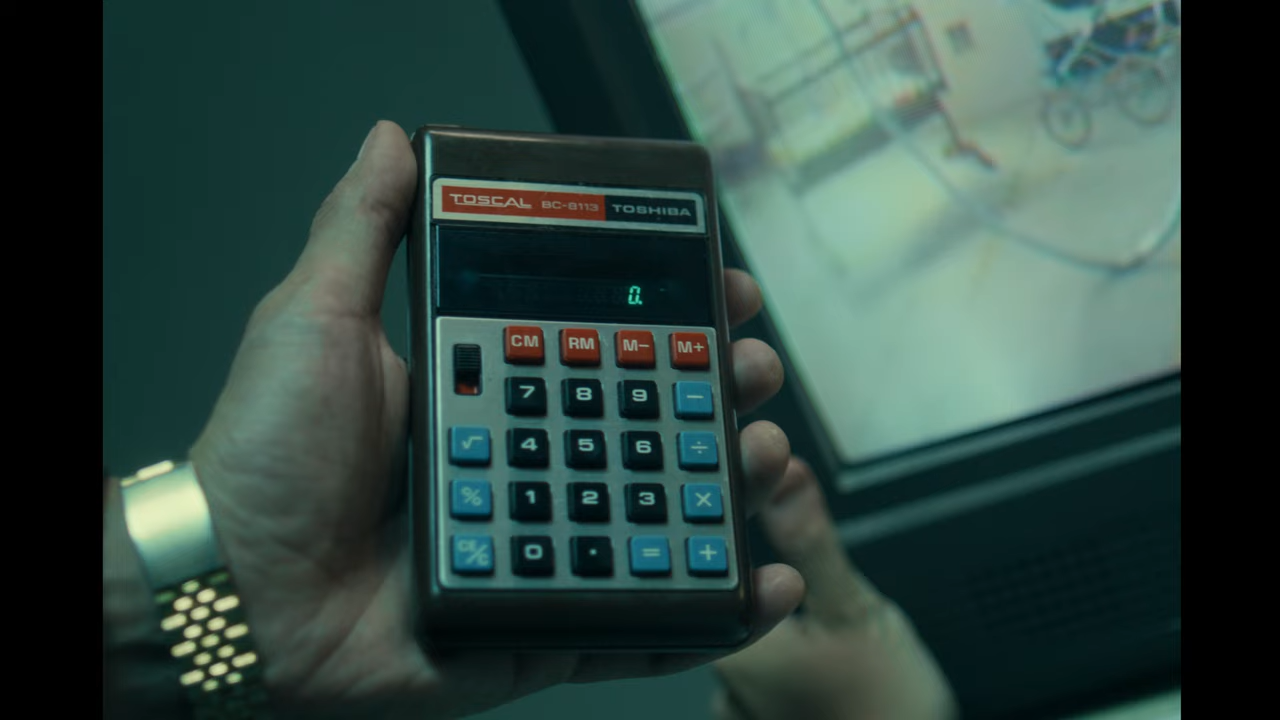 TOSCAL BC-8113 TOSHIBA
0.
CM RM M− M+
7 8 9 −
√ 4 5 6 ÷
% 1 2 3 ×
CE/C 0 · = +